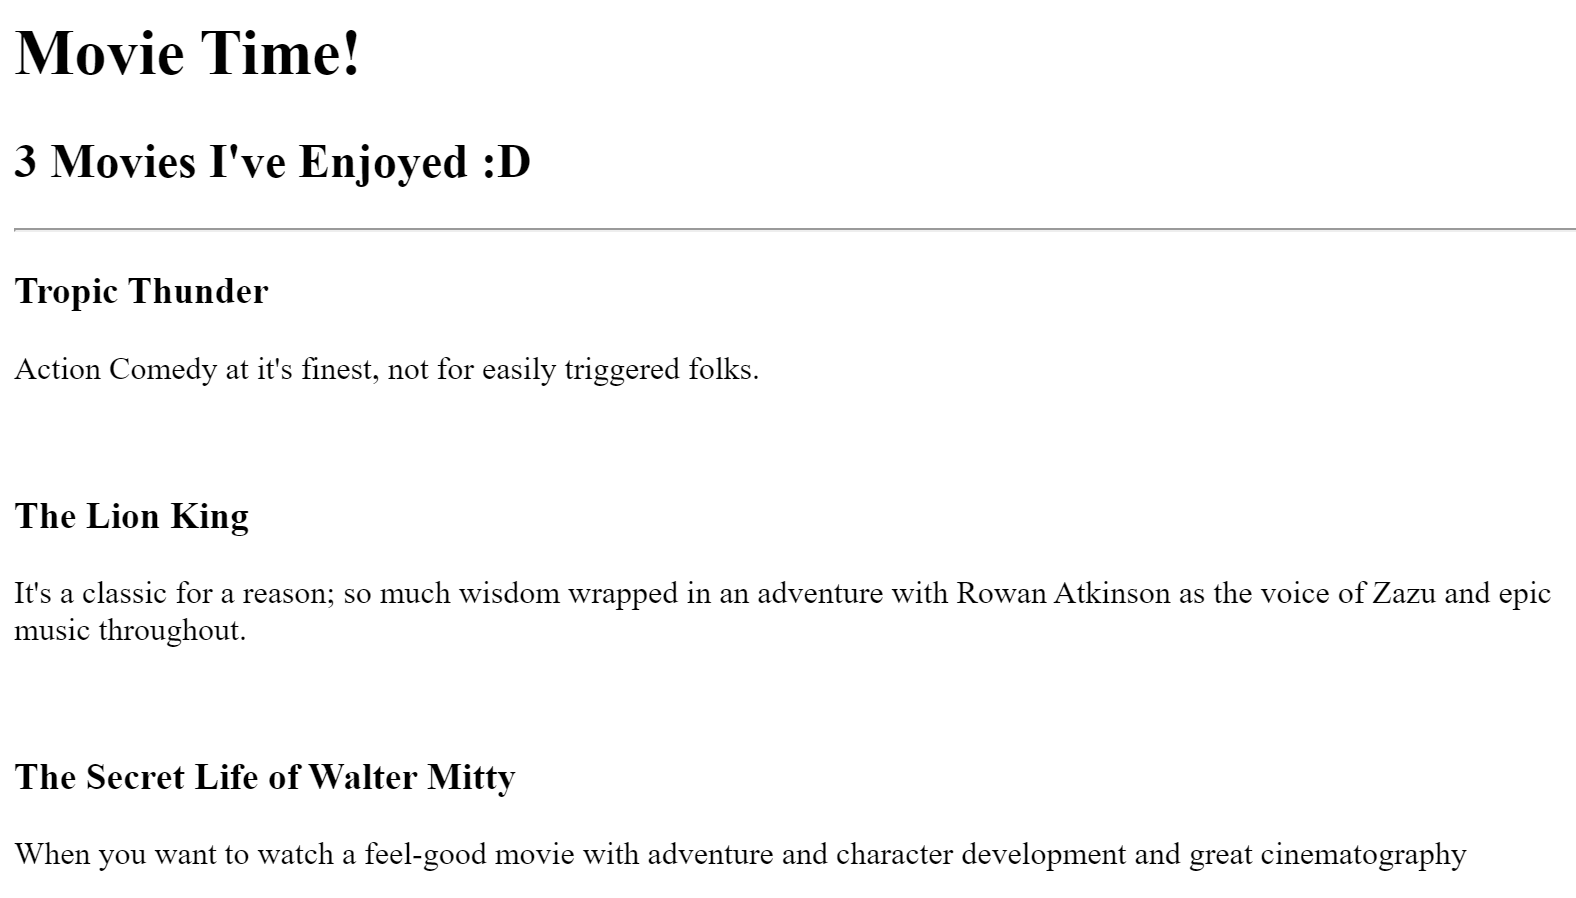 Movie Time!
3 Movies I've Enjoyed :D
Tropic Thunder
Action Comedy at it's finest, not for easily triggered folks.
The Lion King
It's a classic for a reason; so much wisdom wrapped in an adventure with Rowan Atkinson as the voice of Zazu and epic
music throughout.
The Secret Life of Walter Mitty
When you want to watch a feel-good movie with adventure and character development and great cinematography